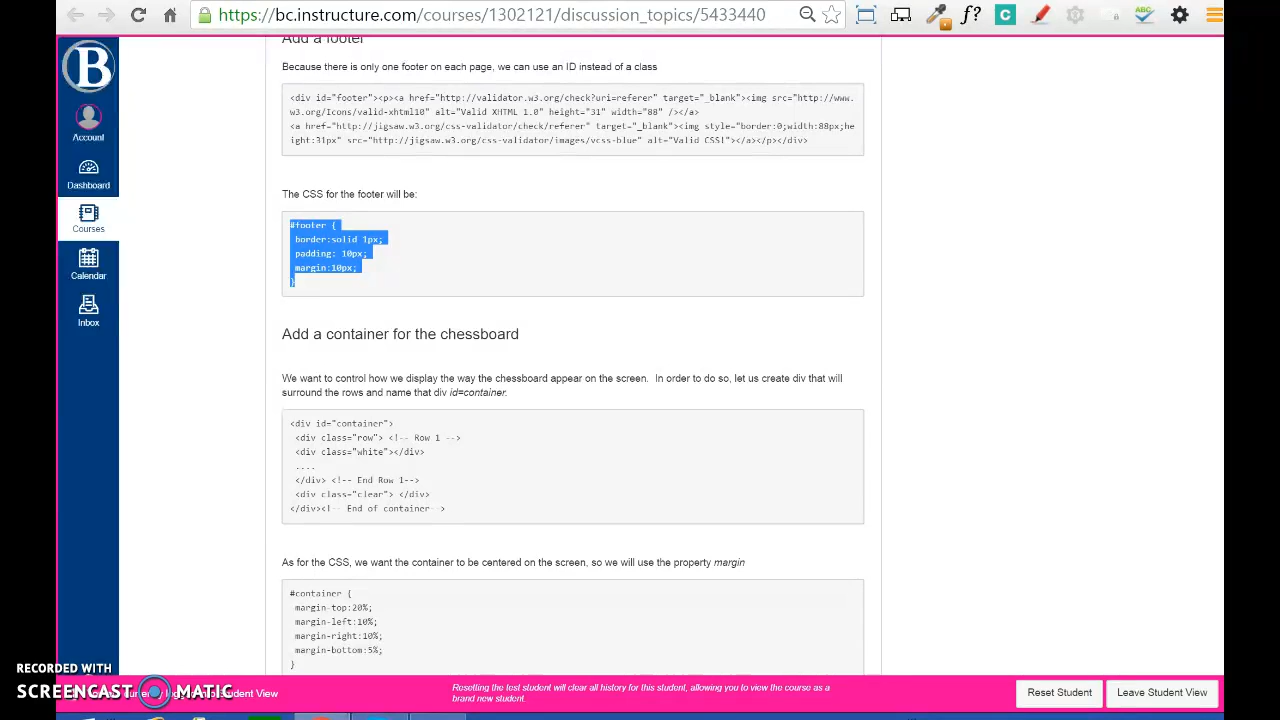 https://bc.instructure.com/courses/1302121/discussion_topics/5433440
f?
C
ABC
B
Account
Dashboard
Courses
Calendar
Inbox
Add a footer
Because there is only one footer on each page, we can use an ID instead of a class
<div id="footer"><p><a href="http://validator.w3.org/check?uri=referer" target="_blank"><img src="http://www.
w3.org/Icons/valid-xhtml10" alt="Valid XHTML 1.0" height="31" width="88" /></a>
<a href="http://jigsaw.w3.org/css-validator/check/referer" target="_blank"><img style="border:0;width:88px;he
ight:31px" src="http://jigsaw.w3.org/css-validator/images/vcss-blue" alt="Valid CSS!"></a></p></div>
The CSS for the footer will be:
#footer {
border:solid 1px;
padding: 10px;
margin:10px;
}
Add a container for the chessboard
We want to control how we display the way the chessboard appear on the screen. In order to do so, let us create div that will
surround the rows and name that div id=container.
<div id="container">
<div class="row"> <!-- Row 1 -->
<div class="white"></div>
....
</div> <!-- End Row 1-->
<div class="clear"> </div>
</div><!-- End of container-->
As for the CSS, we want the container to be centered on the screen, so we will use the property margin
#container {
margin-top:20%;
margin-left:10%;
margin-right:10%;
margin-bottom:5%;
}
RECORDED WITH
SCREENCAST MATIC
Student View
Resetting the test student will clear all history for this student, allowing you to view the course as a
brand new student.
Reset Student
Leave Student View